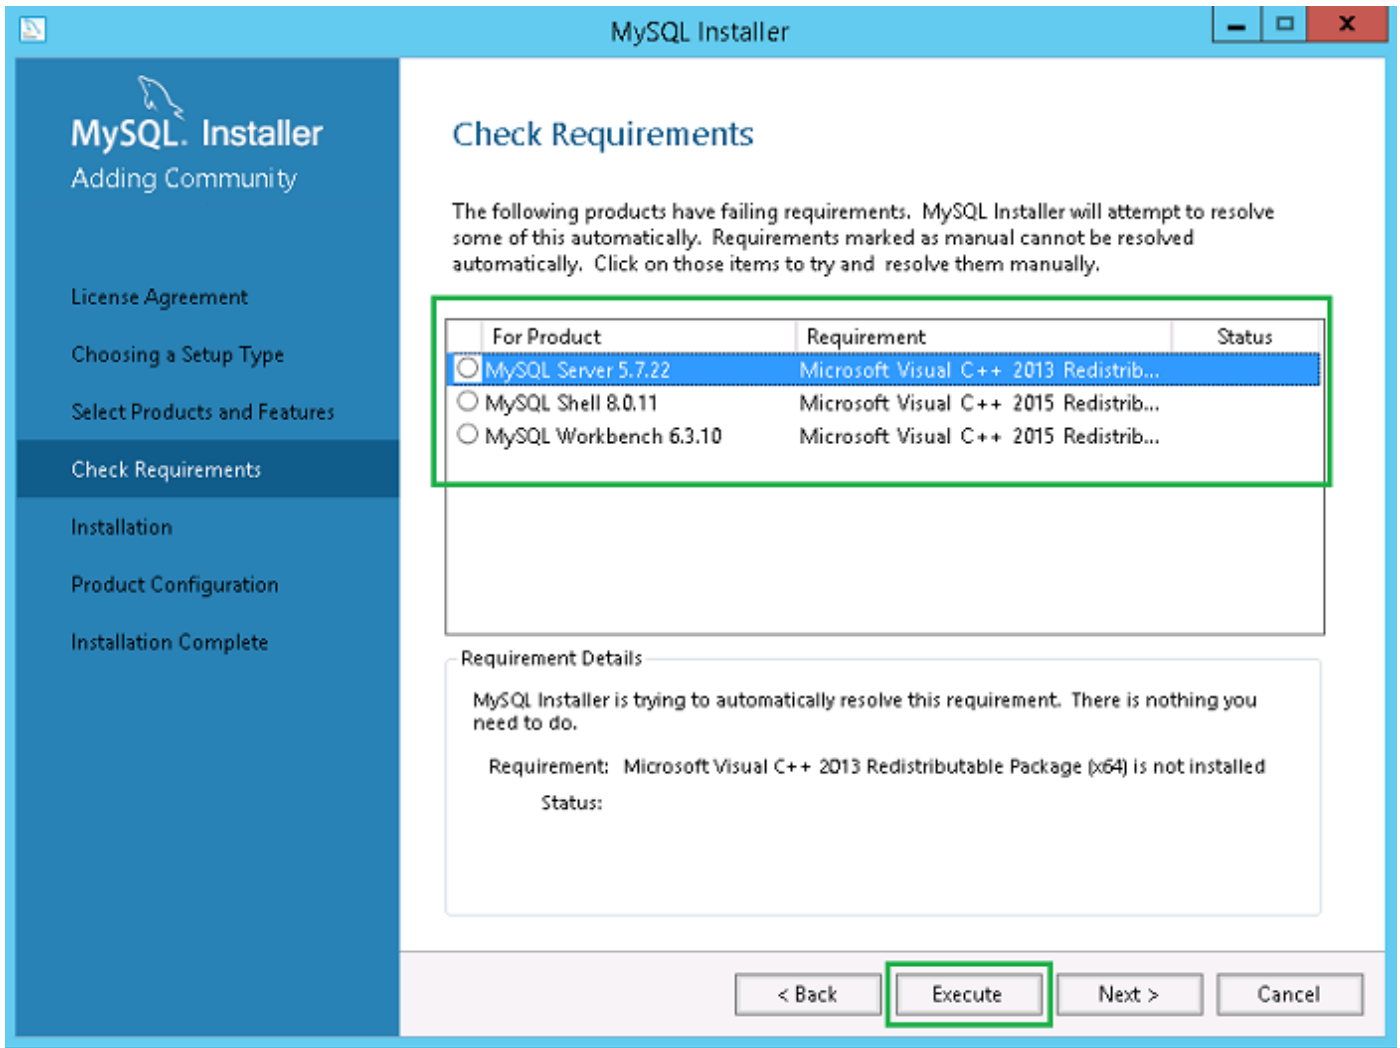 MySQL Installer
MySQL. Installer
Adding Community
License Agreement
Choosing a Setup Type
Select Products and Features
Check Requirements
Installation
Product Configuration
Installation Complete
Check Requirements
The following products have failing requirements.  MySQL Installer will attempt to resolve
some of this automatically.  Requirements marked as manual cannot be resolved
automatically.  Click on those items to try and  resolve them manually.
For Product Requirement Status
MySQL Server 5.7.22 Microsoft Visual C++ 2013 Redistrib...
MySQL Shell 8.0.11 Microsoft Visual C++ 2015 Redistrib...
MySQL Workbench 6.3.10 Microsoft Visual C++ 2015 Redistrib...
Requirement Details
MySQL Installer is trying to automatically resolve this requirement.  There is nothing you
need to do.
Requirement: Microsoft Visual C++ 2013 Redistributable Package (x64) is not installed
Status:
< Back Execute Next > Cancel